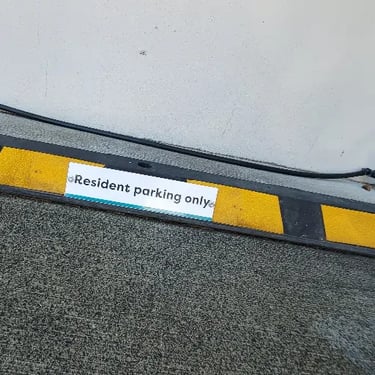 Resident parking only